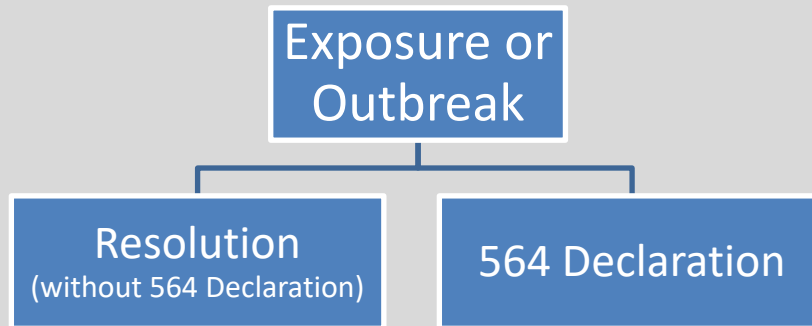 Exposure or
Outbreak
Resolution
(without 564 Declaration)
564 Declaration